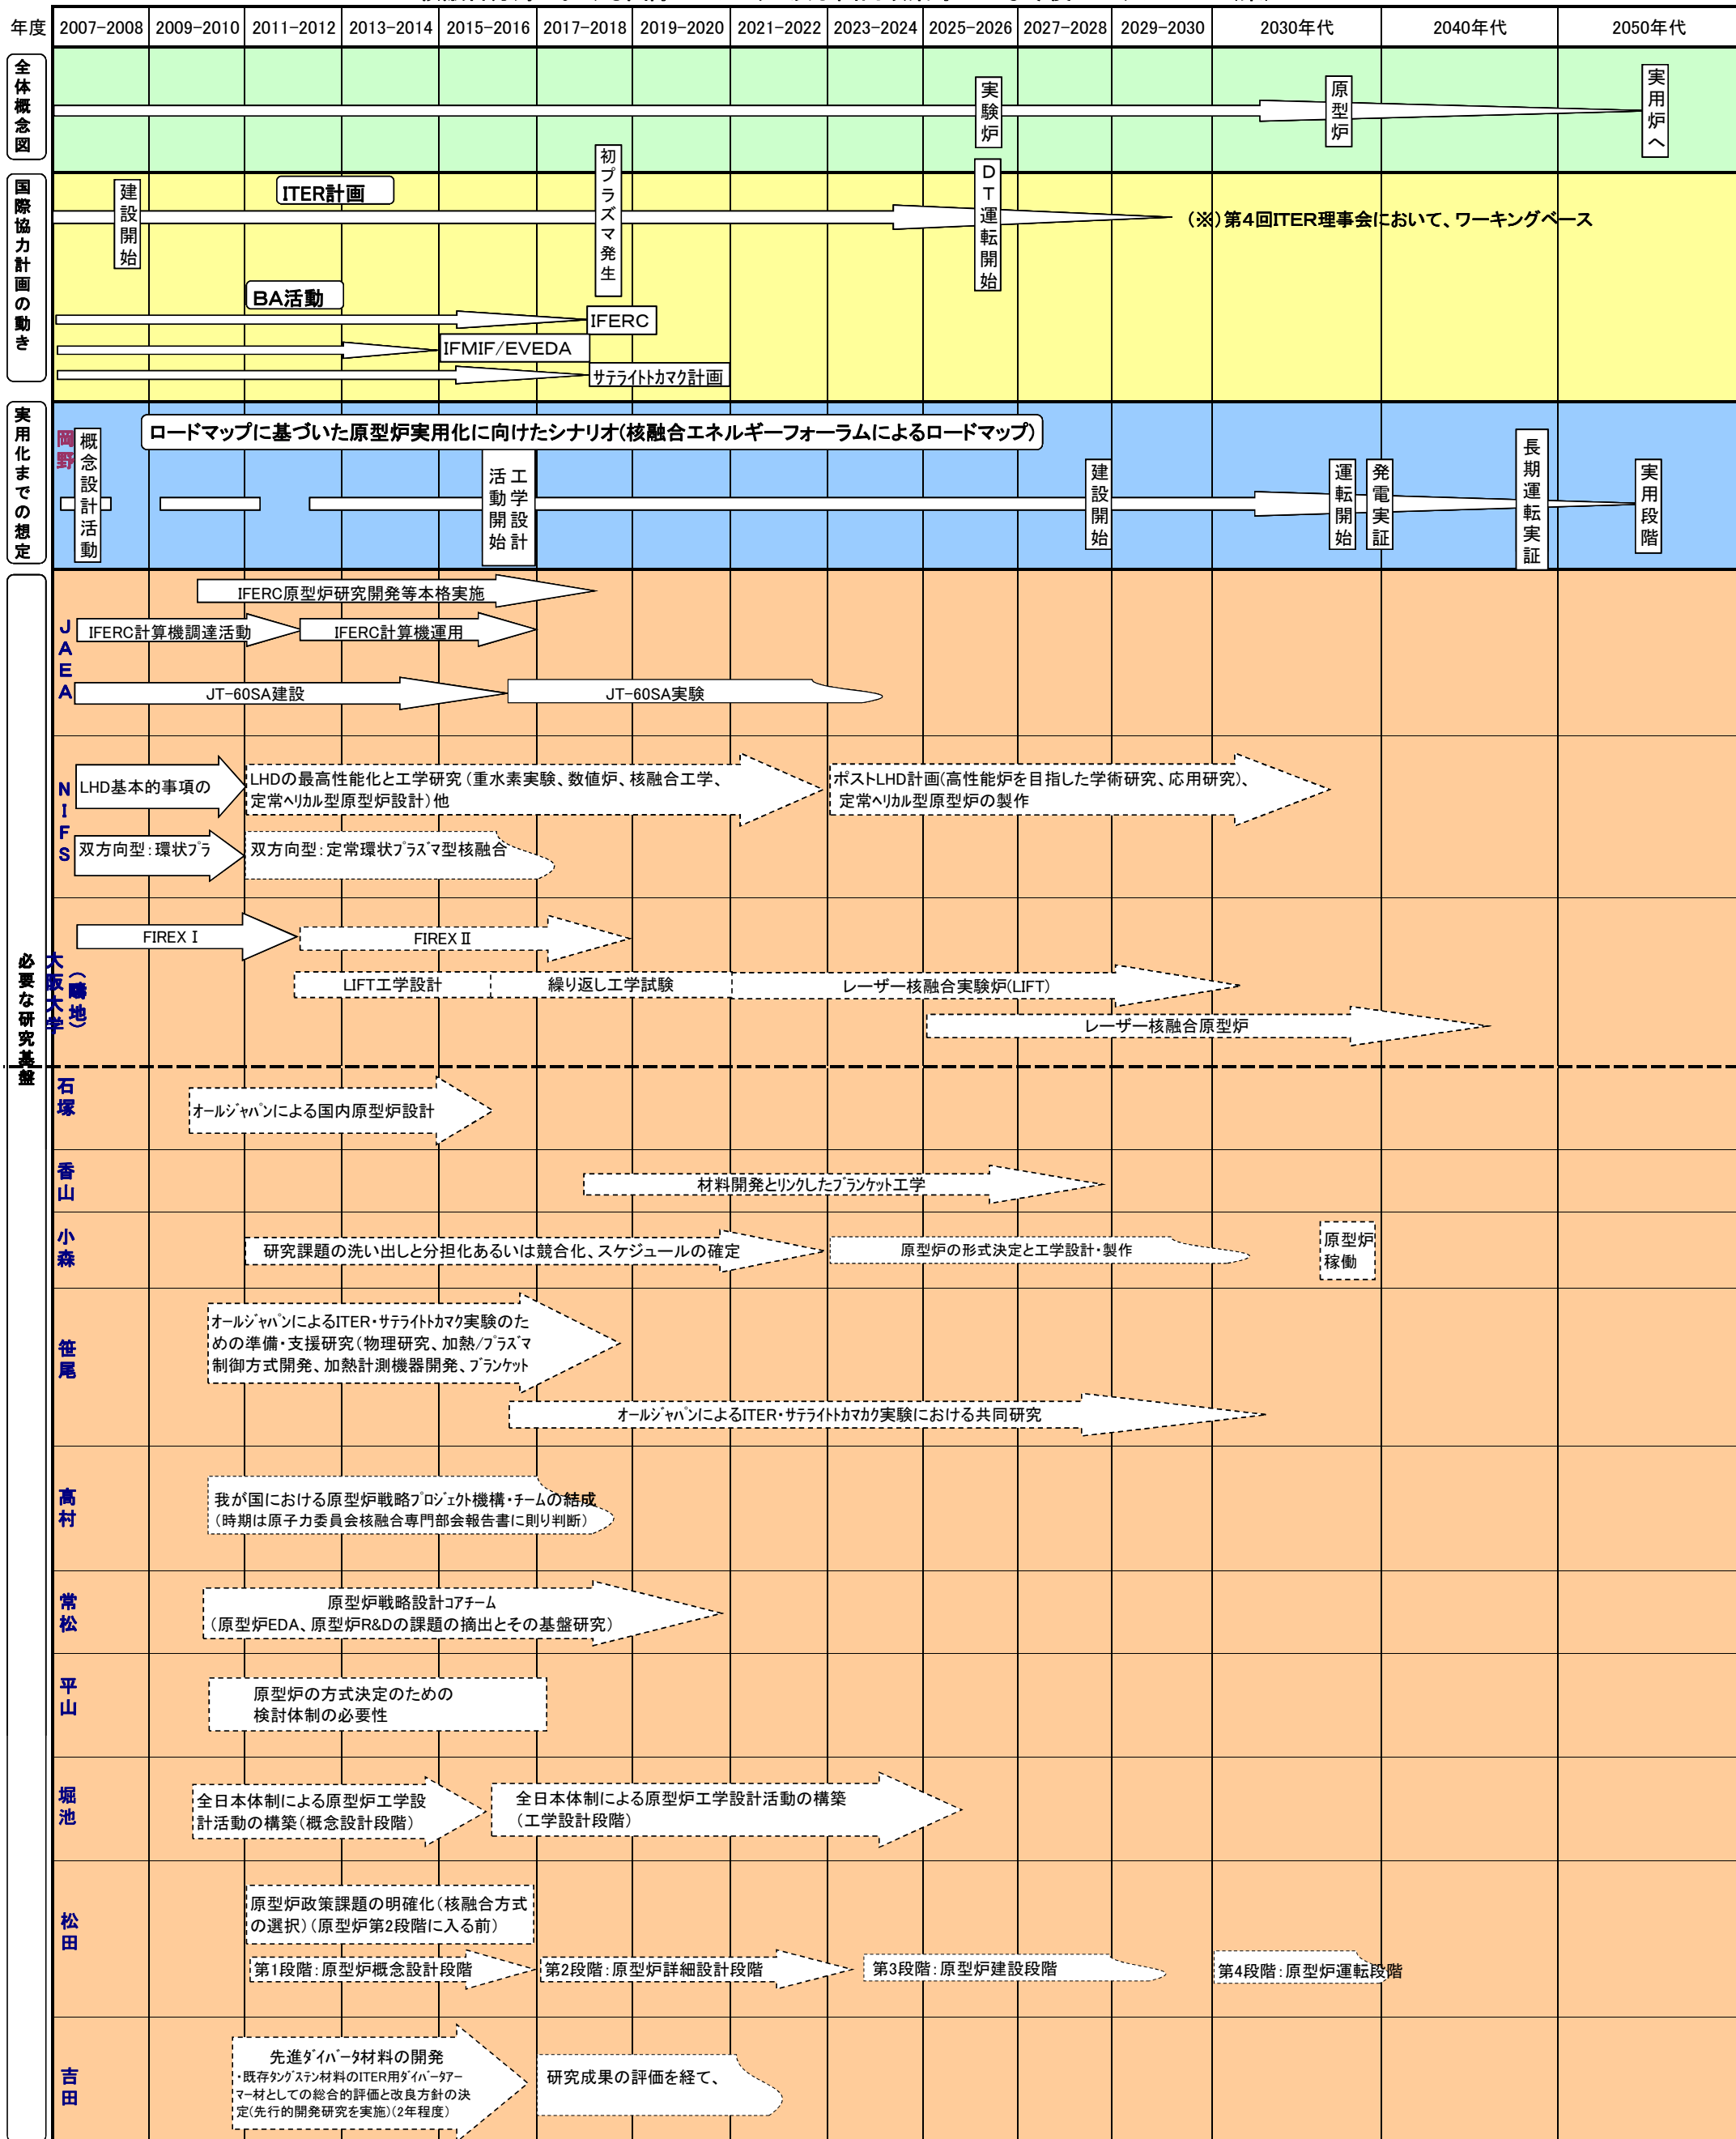 年度
2007-2008
2009-2010
2011-2012
2013-2014
2015-2016
2017-2018
2019-2020
2021-2022
2023-2024
2025-2026
2027-2028
2029-2030
2030年代
2040年代
2050年代
全体概念図
実験炉
原型炉
実用炉へ
国際協力計画の動き
建設開始
ITER計画
初プラズマ発生
DT運転開始
(※)第4回ITER理事会において、ワーキングベース
BA活動
IFERC
IFMIF/EVEDA
サテライトトカマク計画
実用化までの想定
岡野
概念設計活動
ロードマップに基づいた原型炉実用化に向けたシナリオ(核融合エネルギーフォーラムによるロードマップ)
工学設計
活動開始
建設開始
運転開始
発電実証
長期運転実証
実用段階
必要な研究基盤
JAEA
IFERC原型炉研究開発等本格実施
IFERC計算機調達活動
IFERC計算機運用
JT-60SA建設
JT-60SA実験
NIFS
LHD基本的事項の
LHDの最高性能化と工学研究(重水素実験、数値炉、核融合工学、
定常ヘリカル型原型炉設計)他
ポストLHD計画(高性能炉を目指した学術研究、応用研究)、
定常ヘリカル型原型炉の製作
双方向型:環状プラ
双方向型:定常環状プラズマ型核融合
大阪大学
FIREX Ⅰ
FIREX Ⅱ
LIFT工学設計
繰り返し工学試験
レーザー核融合実験炉(LIFT)
レーザー核融合原型炉
石塚
オールジャパンによる国内原型炉設計
香山
材料開発とリンクしたブランケット工学
小森
研究課題の洗い出しと分担化あるいは競合化、スケジュールの確定
原型炉の形式決定と工学設計・製作
原型炉
稼働
笹尾
オールジャパンによるITER・サテライトトカマク実験のた
めの準備・支援研究(物理研究、加熱/プラズマ
制御方式開発、加熱計測機器開発、ブランケット
オールジャパンによるITER・サテライトトカマカク実験における共同研究
高村
我が国における原型炉戦略プロジェクト機構・チームの結成
(時期は原子力委員会核融合専門部会報告書に則り判断)
常松
原型炉戦略設計コアチーム
(原型炉EDA、原型炉R&Dの課題の摘出とその基盤研究)
平山
原型炉の方式決定のための
検討体制の必要性
堀池
全日本体制による原型炉工学設
計活動の構築(概念設計段階)
全日本体制による原型炉工学設計活動の構築
(工学設計段階)
松田
原型炉政策課題の明確化(核融合方式
の選択)(原型炉第2段階に入る前)
第1段階:原型炉概念設計段階
第2段階:原型炉詳細設計段階
第3段階:原型炉建設段階
第4段階:原型炉運転段階
吉田
先進ダイバータ材料の開発
・既存タングステン材料のITER用ダイバータアー
マー材としての総合的評価と改良方針の決
定(先行的開発研究を実施)(2年程度)
研究成果の評価を経て、